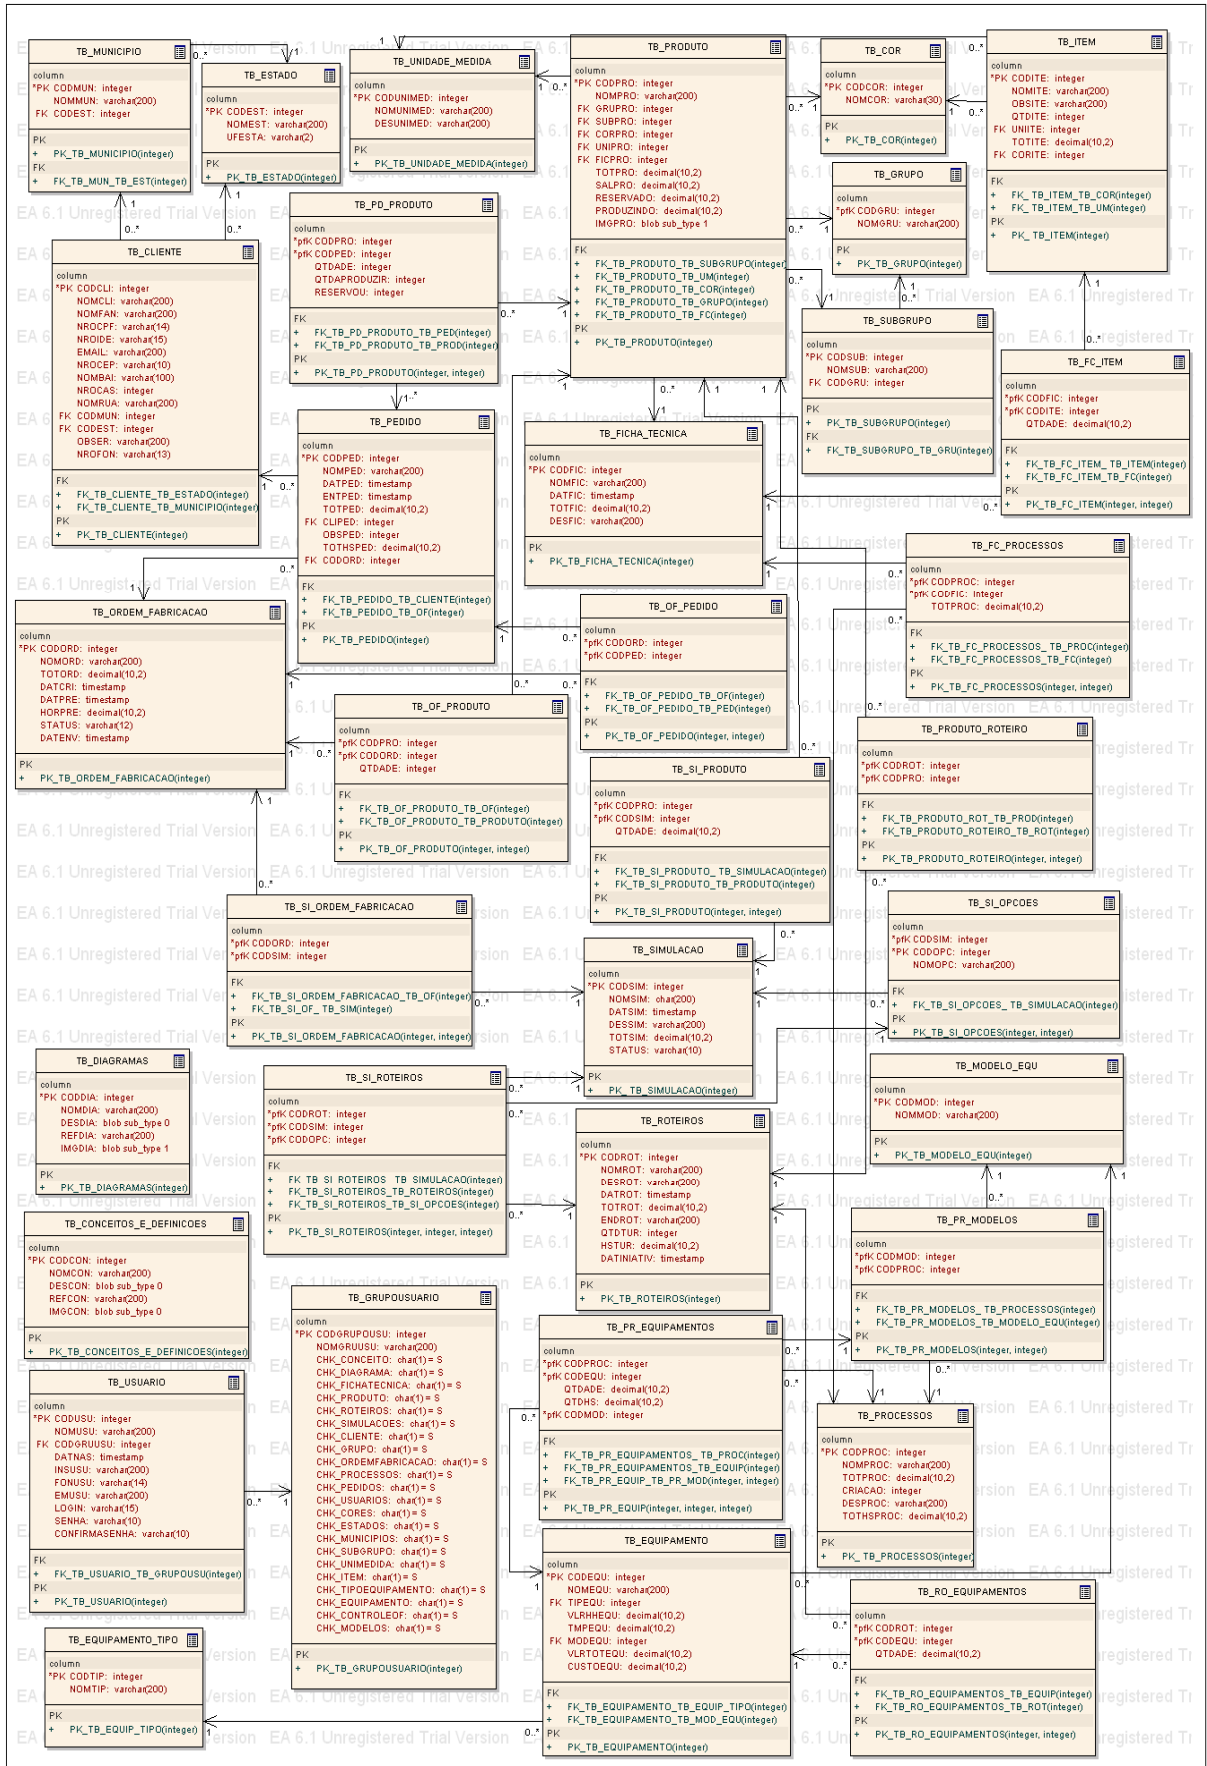 TB_MUNICIPIO
column
*PK CODMUN: integer
NOMMUN: varchar(200)
FK CODEST: integer
PK
+ PK_TB_MUNICIPIO(integer)
FK
+ FK_TB_MUN_TB_EST(integer)
TB_ESTADO
column
*PK CODEST: integer
NOMEST: varchar(200)
UFESTA: varchar(2)
PK
+ PK_TB_ESTADO(integer)
TB_UNIDADE_MEDIDA
column
*PK CODUNIMED: integer
NOMUNIMED: varchar(200)
DESUNIMED: varchar(200)
PK
+ PK_TB_UNIDADE_MEDIDA(integer)
TB_PRODUTO
column
*PK CODPRO: integer
NOMPRO: varchar(200)
FK GRUPRO: integer
FK SUBPRO: integer
FK CORPRO: integer
FK UNIPRO: integer
FK FICPRO: integer
TOTPRO: decimal(10,2)
SALPRO: decimal(10,2)
RESERVADO: decimal(10,2)
PRODUZINDO: decimal(10,2)
IMGPRO: blob sub_type 1
FK
+ FK_TB_PRODUTO_TB_SUBGRUPO(integer)
+ FK_TB_PRODUTO_TB_UM(integer)
+ FK_TB_PRODUTO_TB_COR(integer)
+ FK_TB_PRODUTO_TB_GRUPO(integer)
+ FK_TB_PRODUTO_TB_FC(integer)
PK
+ PK_TB_PRODUTO(integer)
TB_COR
column
*PK CODCOR: integer
NOMCOR: varchar(30)
PK
+ PK_TB_COR(integer)
TB_ITEM
column
*PK CODITE: integer
NOMITE: varchar(200)
OBSITE: varchar(200)
QTDITE: integer
FK UNIITE: integer
TOTITE: decimal(10,2)
FK CORITE: integer
FK
+ FK_ TB_ITEM_TB_COR(integer)
+ FK_ TB_ITEM_TB_UM(integer)
PK
+ PK_ TB_ITEM(integer)
TB_GRUPO
column
*pfK CODGRU: integer
NOMGRU: varchar(200)
PK
+ PK_TB_GRUPO(integer)
TB_PD_PRODUTO
column
*pfK CODPRO: integer
*pfK CODPED: integer
QTDADE: integer
QTDAPRODUZIR: integer
RESERVOU: integer
FK
+ FK_TB_PD_PRODUTO_TB_PED(integer)
+ FK_TB_PD_PRODUTO_TB_PROD(integer)
PK
+ PK_TB_PD_PRODUTO(integer, integer)
TB_CLIENTE
column
*PK CODCLI: integer
NOMCLI: varchar(200)
NOMFAN: varchar(200)
NROCPF: varchar(14)
NROIDE: varchar(15)
EMAIL: varchar(200)
NROCEP: varchar(10)
NOMBAI: varchar(100)
NROCAS: integer
NOMRUA: varchar(200)
FK CODMUN: integer
FK CODEST: integer
OBSER: varchar(200)
NROFON: varchar(13)
FK
+ FK_TB_CLIENTE_TB_ESTADO(integer)
+ FK_TB_CLIENTE_TB_MUNICIPIO(integer)
PK
+ PK_TB_CLIENTE(integer)
TB_SUBGRUPO
column
*PK CODSUB: integer
NOMSUB: varchar(200)
FK CODGRU: integer
PK
+ PK_TB_SUBGRUPO(integer)
FK
+ FK_TB_SUBGRUPO_TB_GRU(integer)
TB_FC_ITEM
column
*pfK CODFIC: integer
*pfK CODITE: integer
QTDADE: decimal(10,2)
FK
+ FK_TB_FC_ITEM_ TB_ITEM(integer)
+ FK_TB_FC_ITEM_TB_FC(integer)
PK
+ PK_TB_FC_ITEM(integer, integer)
TB_PEDIDO
column
*PK CODPED: integer
NOMPED: varchar(200)
DATPED: timestamp
ENTPED: timestamp
TOTPED: decimal(10,2)
FK CLIPED: integer
OBSPED: integer
TOTHSPED: decimal(10,2)
FK CODORD: integer
FK
+ FK_TB_PEDIDO_TB_CLIENTE(integer)
+ FK_TB_PEDIDO_TB_OF(integer)
PK
+ PK_TB_PEDIDO(integer)
TB_FICHA_TECNICA
column
*PK CODFIC: integer
NOMFIC: varchar(200)
DATFIC: timestamp
TOTFIC: decimal(10,2)
DESFIC: varchar(200)
PK
+ PK_TB_FICHA_TECNICA(integer)
TB_FC_PROCESSOS
column
*pfK CODPROC: integer
*pfK CODFIC: Integer
TOTPROC: decimal(10,2)
FK
+ FK_TB_FC_PROCESSOS_ TB_PROC(integer)
+ FK_TB_FC_PROCESSOS_TB_FC(integer)
PK
+ PK_TB_FC_PROCESSOS(integer, integer)
TB_ORDEM_FABRICACAO
column
*PK CODORD: integer
NOMORD: varchar(200)
TOTORD: decimal(10,2)
DATCRI: timestamp
DATPRE: timestamp
HORPRE: decimal(10,2)
STATUS: varchar(12)
DATENV: timestamp
PK
+ PK_TB_ORDEM_FABRICACAO(integer)
TB_OF_PEDIDO
column
*pfK CODORD: integer
*pfK CODPED: integer
FK
+ FK_TB_OF_PEDIDO_TB_OF(integer)
+ FK_TB_OF_PEDIDO_TB_PED(integer)
PK
+ PK_TB_OF_PEDIDO(integer, integer)
TB_OF_PRODUTO
column
*pfK CODPRO: integer
*pfK CODORD: integer
QTDADE: integer
FK
+ FK_TB_OF_PRODUTO_TB_OF(integer)
+ FK_TB_OF_PRODUTO_TB_PRODUTO(integer)
PK
+ PK_TB_OF_PRODUTO(integer, integer)
TB_SI_PRODUTO
column
*pfK CODPRO: integer
*pfK CODSIM: integer
QTDADE: decimal(10,2)
FK
+ FK_TB_SI_PRODUTO_ TB_SIMULACAO(integer)
+ FK_TB_SI_PRODUTO_TB_PRODUTO(integer)
PK
+ PK_TB_SI_PRODUTO(integer, integer)
TB_PRODUTO_ROTEIRO
column
*pfK CODROT: integer
*pfK CODPRO: integer
FK
+ FK_TB_PRODUTO_ROT_TB_PROD(integer)
+ FK_TB_PRODUTO_ROTEIRO_TB_ROT(integer)
PK
+ PK_TB_PRODUTO_ROTEIRO(integer, integer)
TB_SI_ORDEM_FABRICACAO
column
*pfK CODORD: integer
*pfK CODSIM: integer
FK
+ FK_TB_SI_ORDEM_FABRICACAO_TB_OF(integer)
+ FK_TB_SI_OF_ TB_SIM(integer)
PK
+ PK_TB_SI_ORDEM_FABRICACAO(integer, integer)
TB_SIMULACAO
column
*PK CODSIM: integer
NOMSIM: char(200)
DATSIM: timestamp
DESSIM: varchar(200)
TOTSIM: decimal(10,2)
STATUS: varchar(10)
PK
+ PK_ TB_SIMULACAO(integer)
TB_SI_OPCOES
column
*pfK CODSIM: integer
*PK CODOPC: integer
NOMOPC: varchar(200)
FK
+ FK_TB_SI_OPCOES_ TB_SIMULACAO(integer)
PK
+ PK_TB_SI_OPCOES(integer, integer)
TB_DIAGRAMAS
column
*PK CODDIA: integer
NOMDIA: varchar(200)
DESDIA: blob sub_type 0
REFDIA: varchar(200)
IMGDIA: blob sub_type 1
PK
+ PK_TB_DIAGRAMAS(integer)
TB_SI_ROTEIROS
column
*pfK CODROT: integer
*pfK CODSIM: integer
*pfK CODOPC: integer
FK
+ FK_TB_SI_ROTEIROS_ TB_SIMULACAO(integer)
+ FK_TB_SI_ROTEIROS_TB_ROTEIROS(integer)
+ FK_TB_SI_ROTEIROS_TB_SI_OPCOES(integer)
PK
+ PK_TB_SI_ROTEIROS(integer, integer, integer)
TB_ROTEIROS
column
*PK CODROT: integer
NOMROT: varchar(200)
DESROT: varchar(200)
DATROT: timestamp
TOTROT: decimal(10,2)
ENDROT: varchar(200)
QTDTUR: integer
HSTUR: decimal(10,2)
DATINIATIV: timestamp
PK
+ PK_TB_ROTEIROS(integer)
TB_MODELO_EQU
column
*PK CODMOD: integer
NOMMOD: varchar(200)
PK
+ PK_TB_MODELO_EQU(integer)
TB_CONCEITOS_E_DEFINICOES
column
*PK CODCON: integer
NOMCON: varchar(200)
DESCON: blob sub_type 0
REFCON: varchar(200)
IMGCON: blob sub_type 0
PK
+ PK_TB_CONCEITOS_E_DEFINICOES(integer)
TB_PR_MODELOS
column
*pfK CODMOD: integer
*pfK CODPROC: integer
FK
+ FK_TB_PR_MODELOS_ TB_PROCESSOS(integer)
+ FK_TB_PR_MODELOS_TB_MODELO_EQU(integer)
PK
+ PK_TB_PR_MODELOS(integer, integer)
TB_GRUPOUSUARIO
column
*PK CODGRUPOUSU: integer
NOMGRUUSU: varchar(200)
CHK_CONCEITO: char(1) = S
CHK_DIAGRAMA: char(1) = S
CHK_FICHATECNICA: char(1) = S
CHK_PRODUTO: char(1) = S
CHK_ROTEIROS: char(1) = S
CHK_SIMULACOES: char(1) = S
CHK_CLIENTE: char(1) = S
CHK_GRUPO: char(1) = S
CHK_ORDEMFABRICACAO: char(1) = S
CHK_PROCESSOS: char(1) = S
CHK_PEDIDOS: char(1) = S
CHK_USUARIOS: char(1) = S
CHK_CORES: char(1) = S
CHK_ESTADOS: char(1) = S
CHK_MUNICIPIOS: char(1) = S
CHK_SUBGRUPO: char(1) = S
CHK_UNIMEDIDA: char(1) = S
CHK_ITEM: char(1) = S
CHK_TIPOEQUIPAMENTO: char(1) = S
CHK_EQUIPAMENTO: char(1) = S
CHK_CONTROLEOF: char(1) = S
CHK_MODELOS: char(1) = S
PK
+ PK_TB_GRUPOUSUARIO(integer)
TB_PR_EQUIPAMENTOS
column
*pfK CODPROC: integer
*pfK CODEQU: integer
QTDADE: decimal(10,2)
QTDHS: decimal(10,2)
*pfK CODMOD: integer
FK
+ FK_TB_PR_EQUIPAMENTOS_ TB_PROC(integer)
+ FK_TB_PR_EQUIPAMENTOS_TB_EQUIP(integer)
+ FK_TB_PR_EQUIP_TB_PR_MOD(integer, integer)
PK
+ PK_TB_PR_EQUIP(integer, integer, integer)
TB_USUARIO
column
*PK CODUSU: integer
NOMUSU: varchar(200)
FK CODGRUUSU: integer
DATNAS: timestamp
INSUSU: varchar(200)
FONUSU: varchar(14)
EMUSU: varchar(200)
LOGIN: varchar(15)
SENHA: varchar(10)
CONFIRMASENHA: varchar(10)
FK
+ FK_TB_USUARIO_TB_GRUPOUSU(integer)
PK
+ PK_TB_USUARIO(integer)
TB_PROCESSOS
column
*PK CODPROC: integer
NOMPROC: varchar(200)
TOTPROC: decimal(10,2)
CRIACAO: integer
DESPROC: varchar(200)
TOTHSPROC: decimal(10,2)
PK
+ PK_ TB_PROCESSOS(integer)
TB_EQUIPAMENTO
column
*PK CODEQU: integer
NOMEQU: varchar(200)
FK TIPEQU: integer
VLRHHEQU: decimal(10,2)
TMPEQU: decimal(10,2)
FK MODEQU: integer
VLRTOTEQU: decimal(10,2)
CUSTOEQU: decimal(10,2)
FK
+ FK_TB_EQUIPAMENTO_TB_EQUIP_TIPO(integer)
+ FK_TB_EQUIPAMENTO_TB_MOD_EQU(integer)
PK
+ PK_TB_EQUIPAMENTO(integer)
TB_RO_EQUIPAMENTOS
column
*pfK CODROT: integer
*pfK CODEQU: integer
QTDADE: decimal(10,2)
FK
+ FK_TB_RO_EQUIPAMENTOS_TB_EQUIP(integer)
+ FK_TB_RO_EQUIPAMENTOS_TB_ROT(integer)
PK
+ PK_TB_RO_EQUIPAMENTOS(integer, integer)
TB_EQUIPAMENTO_TIPO
column
*PK CODTIP: integer
NOMTIP: varchar(200)
PK
+ PK_TB_EQUIP_TIPO(integer)